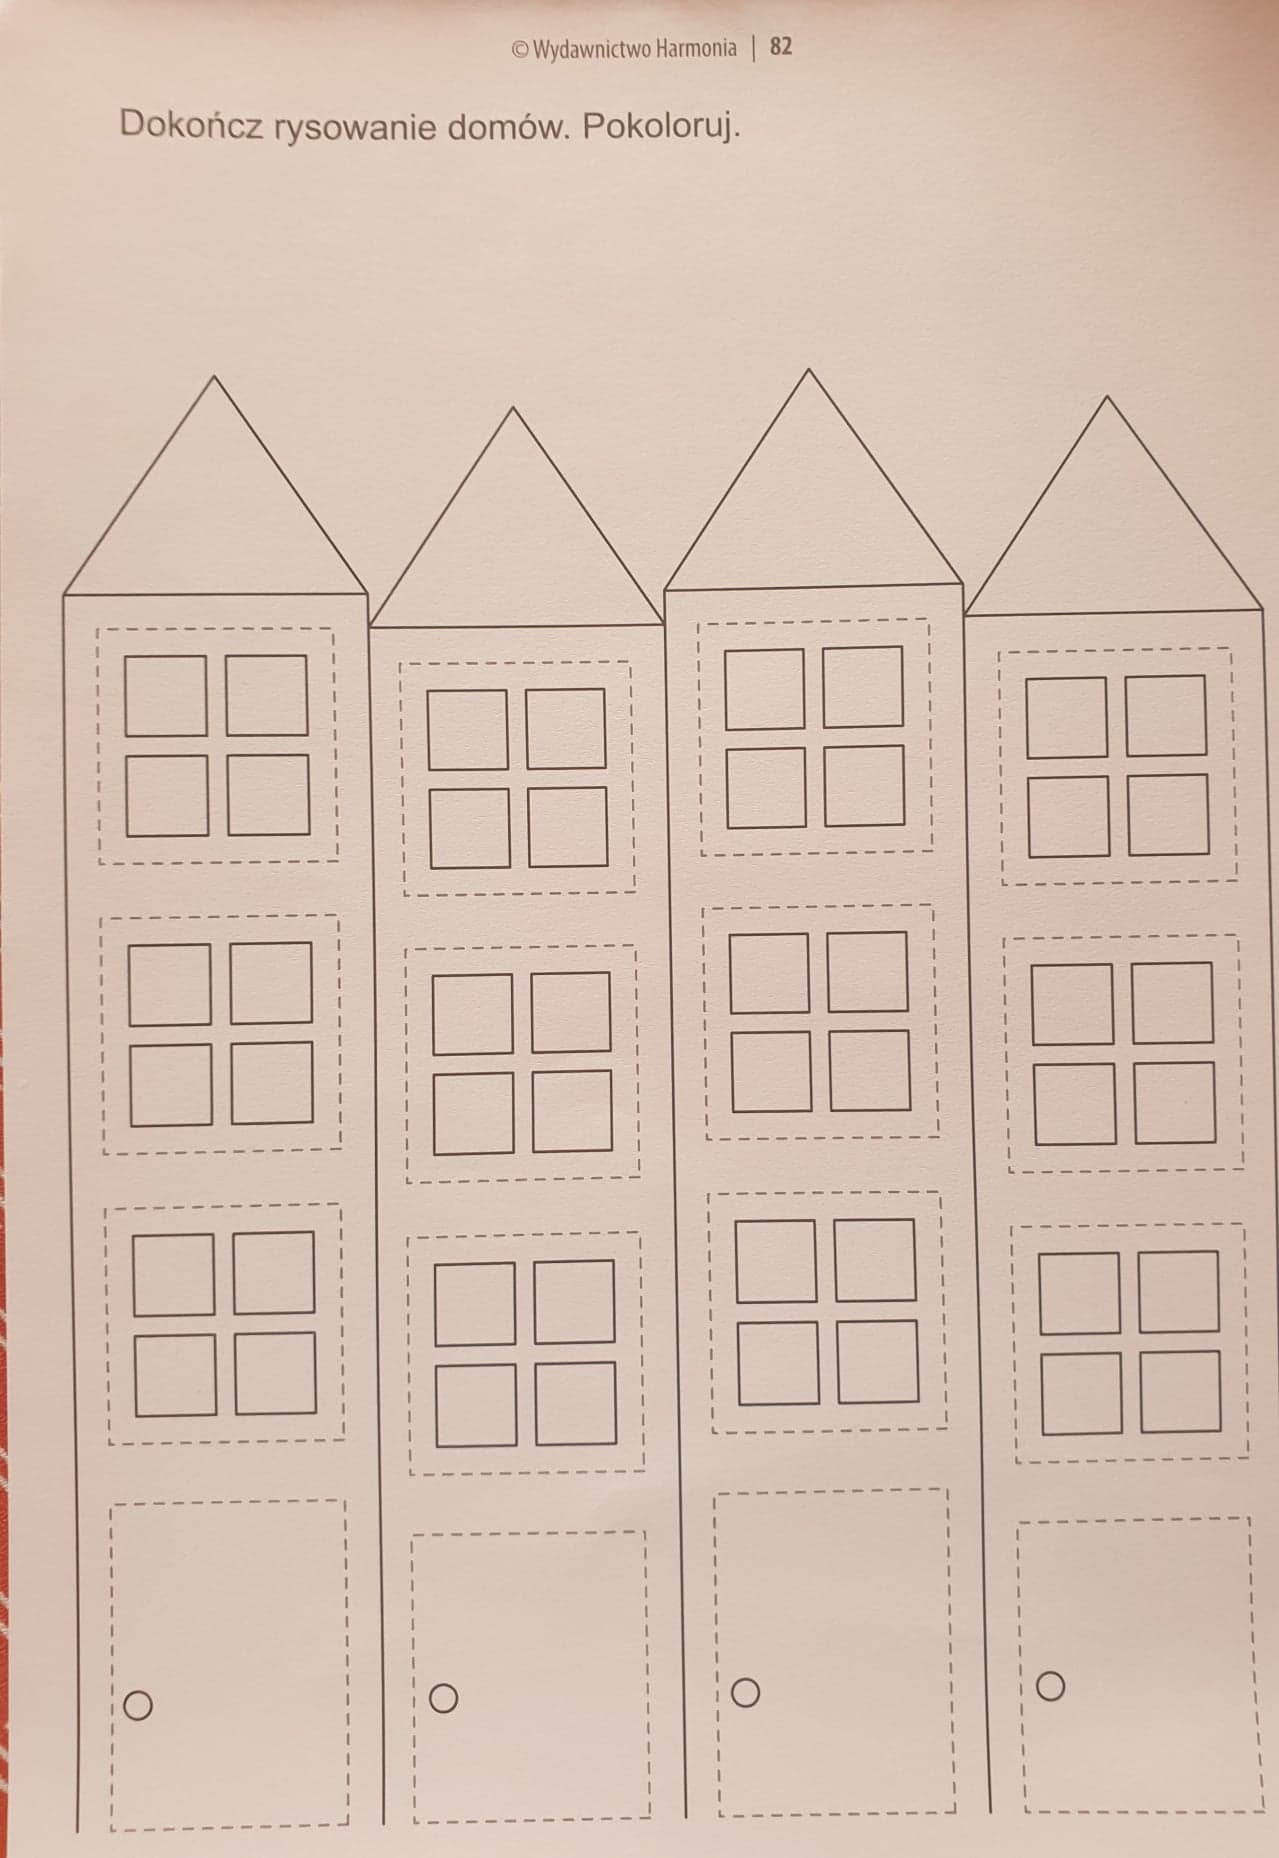 © Wydawnictwo Harmonia | 82
Dokończ rysowanie domów. Pokoloruj.